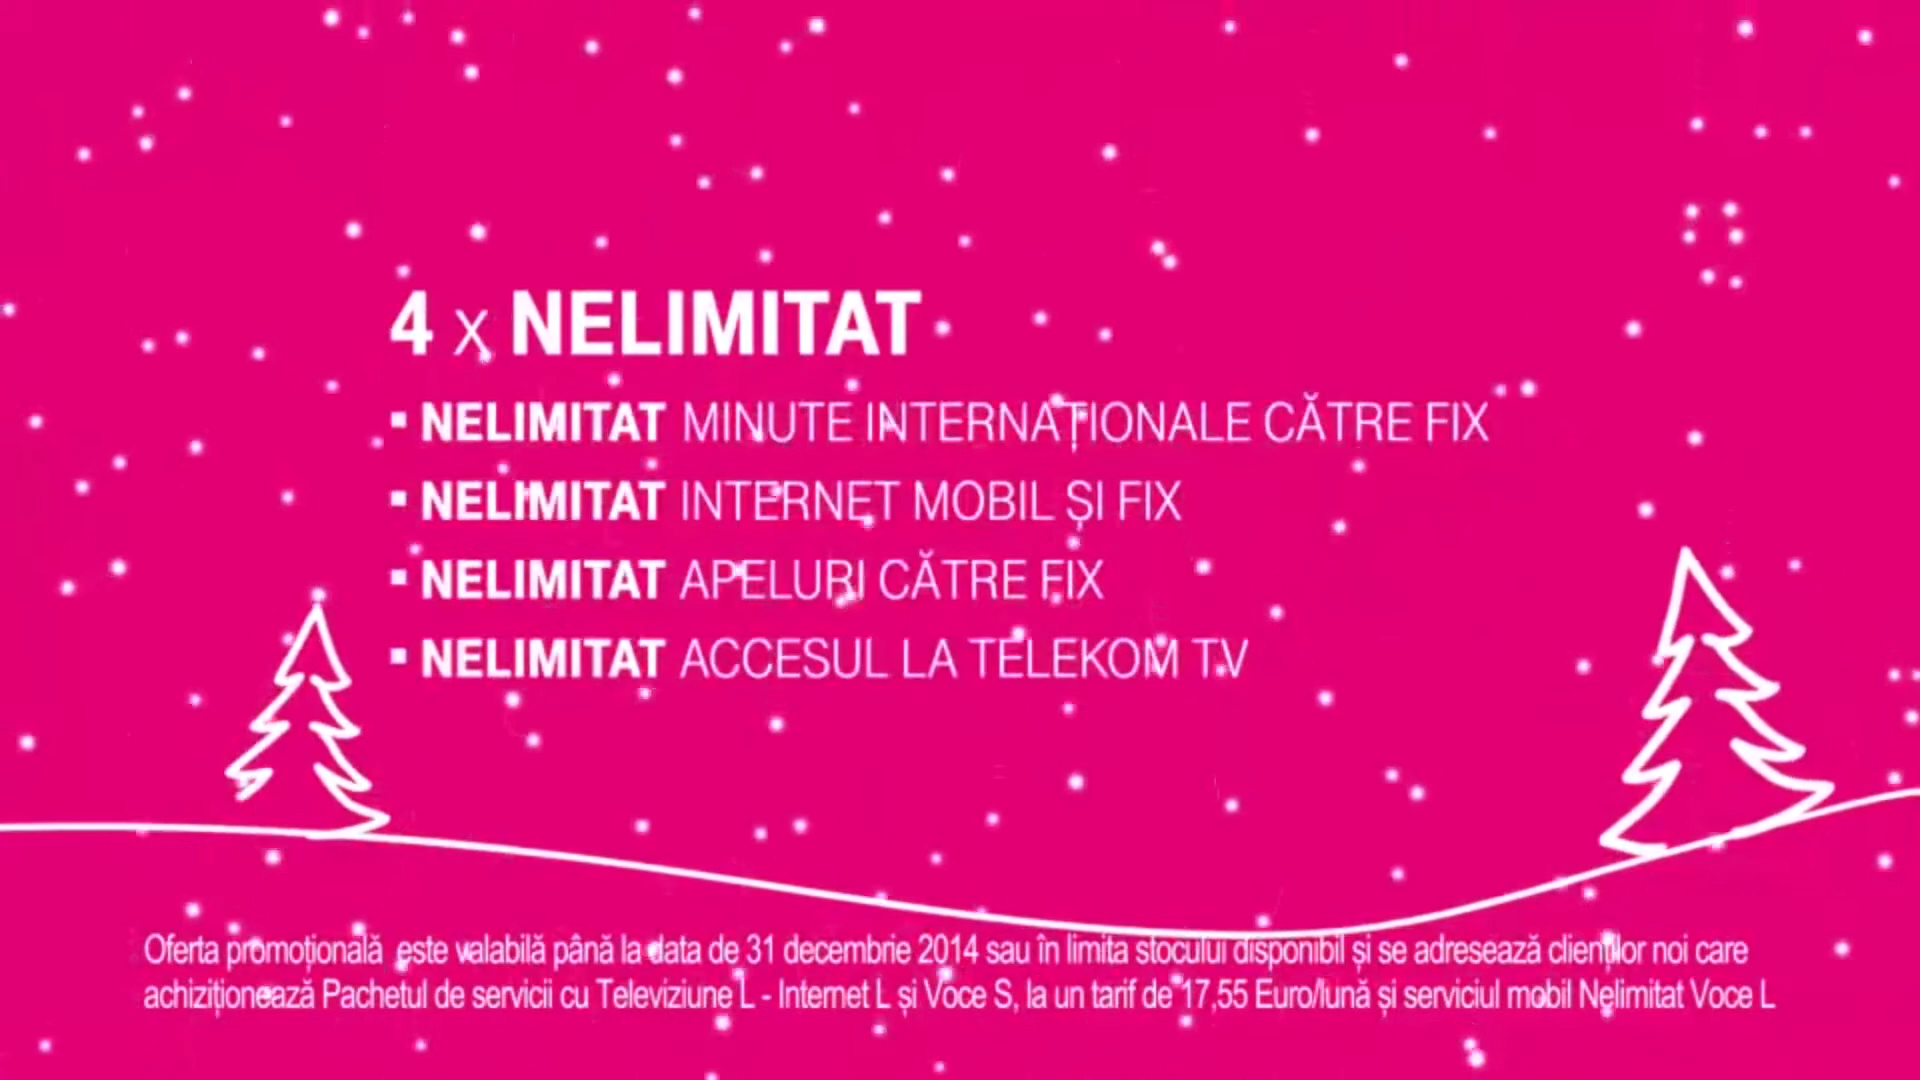 4 x NELIMITAT
▪ NELIMITAT MINUTE INTERNAȚIONALE CĂTRE FIX
▪ NELIMITAT INTERNET MOBIL ȘI FIX
▪ NELIMITAT APELURI CĂTRE FIX
▪ NELIMITAT ACCESUL LA TELEKOM TV
Oferta promoțională este valabilă până la data de 31 decembrie 2014 sau în limita stocului disponibil și se adresează clienților noi care
achiziționează Pachetul de servicii cu Televiziune L - Internet L și Voce S, la un tarif de 17,55 Euro/lună și serviciul mobil Nelimitat Voce L